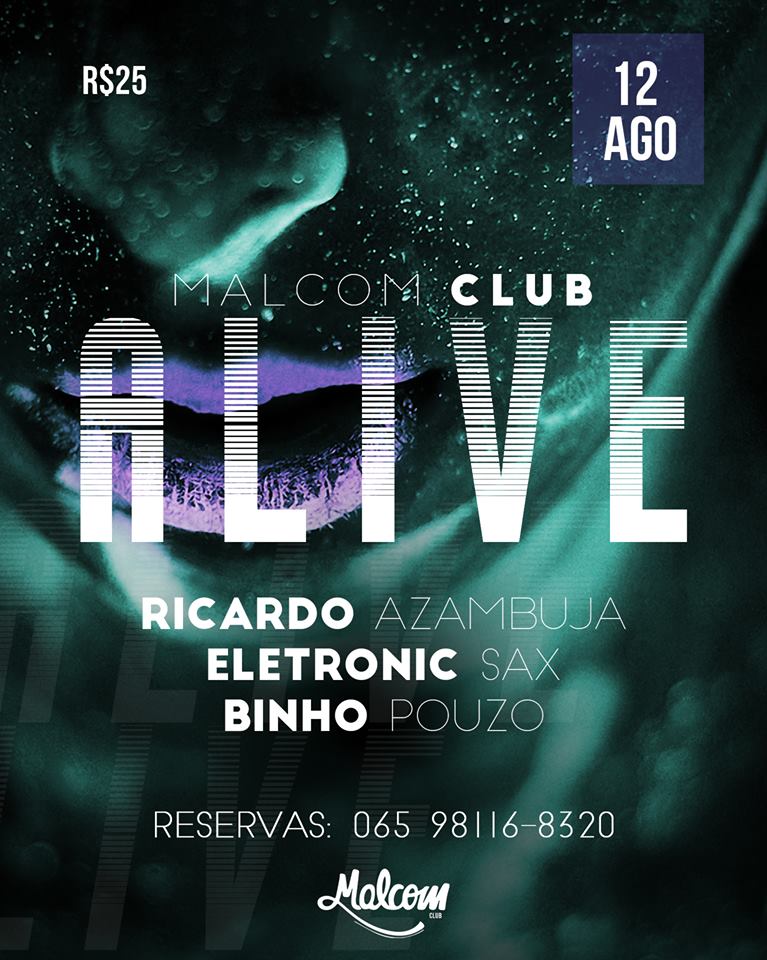 R$25
12
AGO
MALCOM CLUB
ALIVE
RICARDO AZAMBUJA
ELETRONIC SAX
BINHO POUZO
RESERVAS: 065 98116-8320
Malcom
CLUB